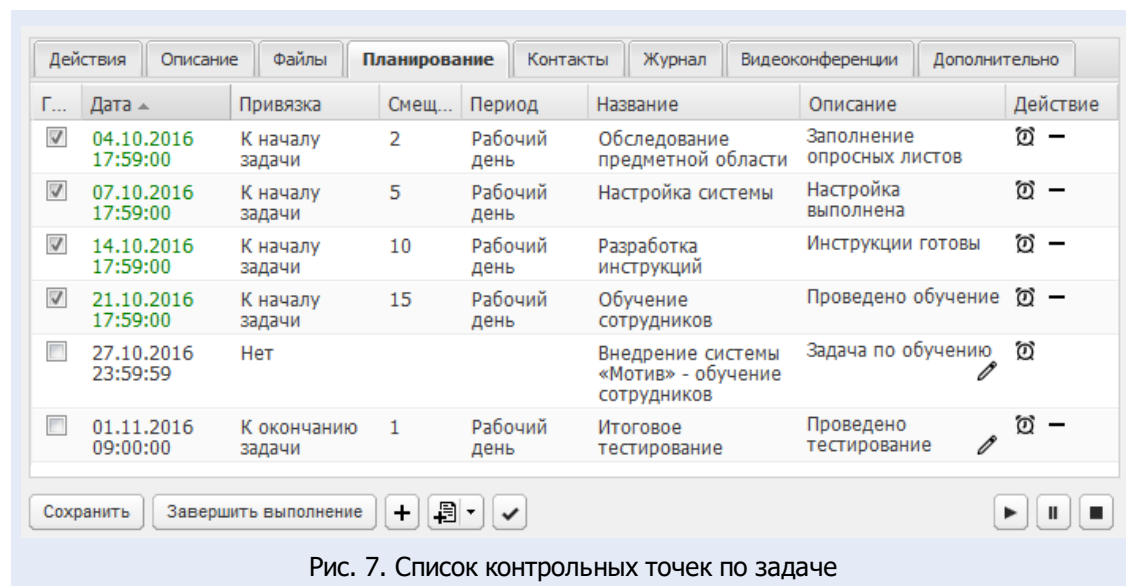 Действия Описание Файлы Планирование Контакты Журнал Видеоконференции Дополнительно
Г... Дата Привязка Смещ... Период Название Описание Действие
04.10.2016 К началу 2 Рабочий Обследование Заполнение
17:59:00 задачи день предметной области опросных листов
07.10.2016 К началу 5 Рабочий Настройка системы Настройка
17:59:00 задачи день выполнена
14.10.2016 К началу 10 Рабочий Разработка Инструкции готовы
17:59:00 задачи день инструкций
21.10.2016 К началу 15 Рабочий Обучение Проведено обучение
17:59:00 задачи день сотрудников
27.10.2016 Нет Внедрение системы Задача по обучению
23:59:59 «Мотив» - обучение
сотрудников
01.11.2016 К окончанию 1 Рабочий Итоговое Проведено
09:00:00 задачи день тестирование тестирование
Сохранить Завершить выполнение
Рис. 7. Список контрольных точек по задаче